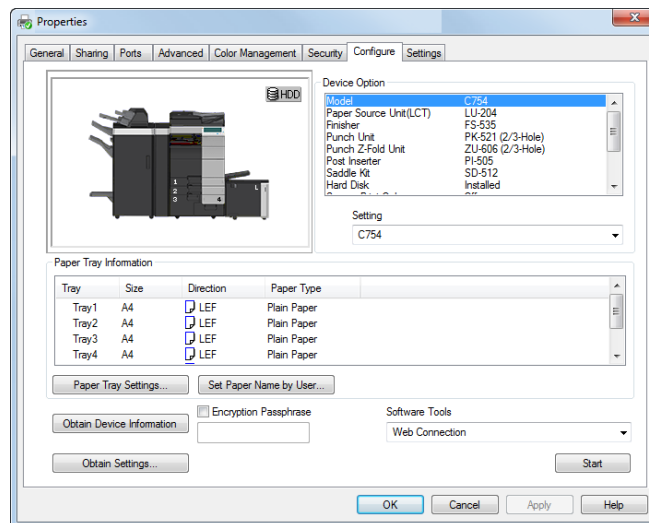 Properties
General Sharing Ports Advanced Color Management Security Configure Settings
HDD
1
2
3 4
L
Device Option
Model C754
Paper Source Unit(LCT) LU-204
Finisher FS-535
Punch Unit PK-521 (2/3-Hole)
Punch Z-Fold Unit ZU-606 (2/3-Hole)
Post Inserter PI-505
Saddle Kit SD-512
Hard Disk Installed
Setting
C754
Paper Tray Information
Tray Size Direction Paper Type
Tray1 A4 LEF Plain Paper
Tray2 A4 LEF Plain Paper
Tray3 A4 LEF Plain Paper
Tray4 A4 LEF Plain Paper
Paper Tray Settings... Set Paper Name by User...
Obtain Device Information Encryption Passphrase
Software Tools
Web Connection
Obtain Settings... Start
OK Cancel Apply Help